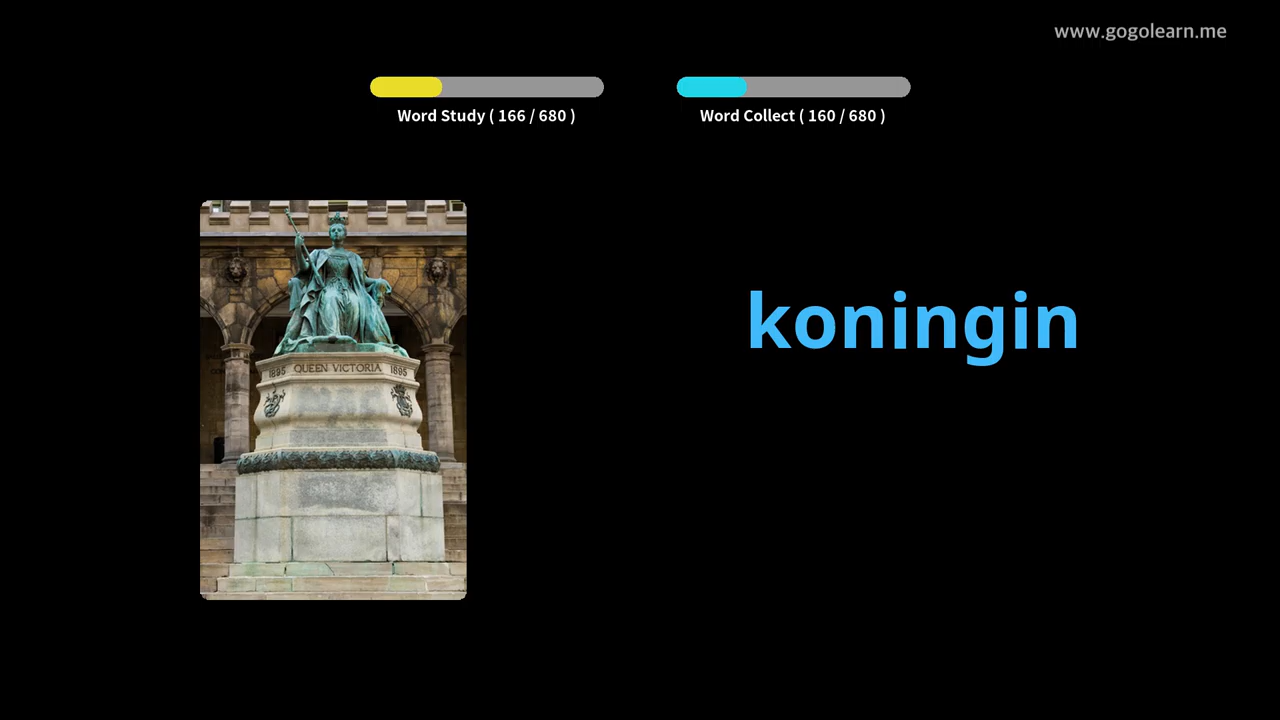 www.gogolearn.me
Word Study ( 166 / 680 )
Word Collect ( 160 / 680 )
1895 QUEEN VICTORIA 1895
koningin